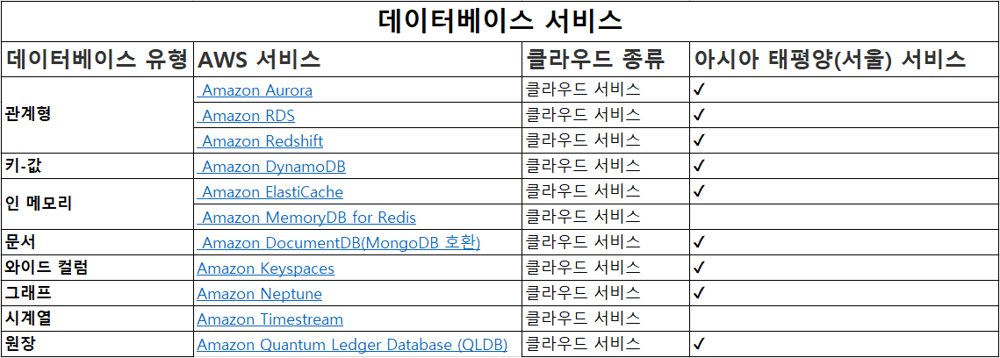 데이터베이스 서비스
데이터베이스 유형 AWS 서비스 클라우드 종류 아시아 태평양(서울) 서비스
관계형 Amazon Aurora 클라우드 서비스 ✓
Amazon RDS 클라우드 서비스 ✓
Amazon Redshift 클라우드 서비스 ✓
키-값 Amazon DynamoDB 클라우드 서비스 ✓
인 메모리 Amazon ElastiCache 클라우드 서비스 ✓
Amazon MemoryDB for Redis 클라우드 서비스
문서 Amazon DocumentDB(MongoDB 호환) 클라우드 서비스 ✓
와이드 컬럼 Amazon Keyspaces 클라우드 서비스 ✓
그래프 Amazon Neptune 클라우드 서비스 ✓
시계열 Amazon Timestream 클라우드 서비스
원장 Amazon Quantum Ledger Database (QLDB) 클라우드 서비스 ✓